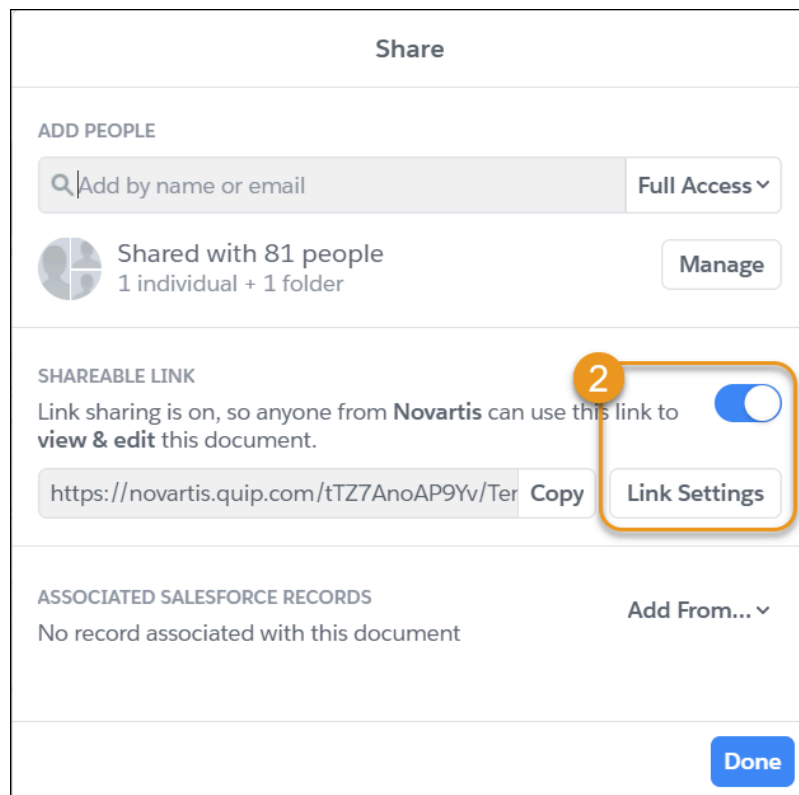 Share
ADD PEOPLE
Add by name or email
Full Access
Shared with 81 people
1 individual + 1 folder
Manage
SHAREABLE LINK
2
Link sharing is on, so anyone from Novartis can use this link to
view & edit this document.
https://novartis.quip.com/tTZ7AnoAP9Yv/Ter
Copy
Link Settings
ASSOCIATED SALESFORCE RECORDS
No record associated with this document
Add From...
Done